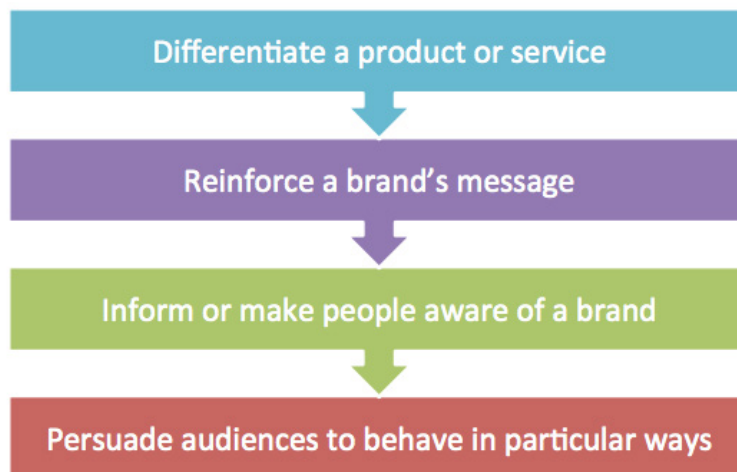 Differentiate a product or service
Reinforce a brand’s message
Inform or make people aware of a brand
Persuade audiences to behave in particular ways